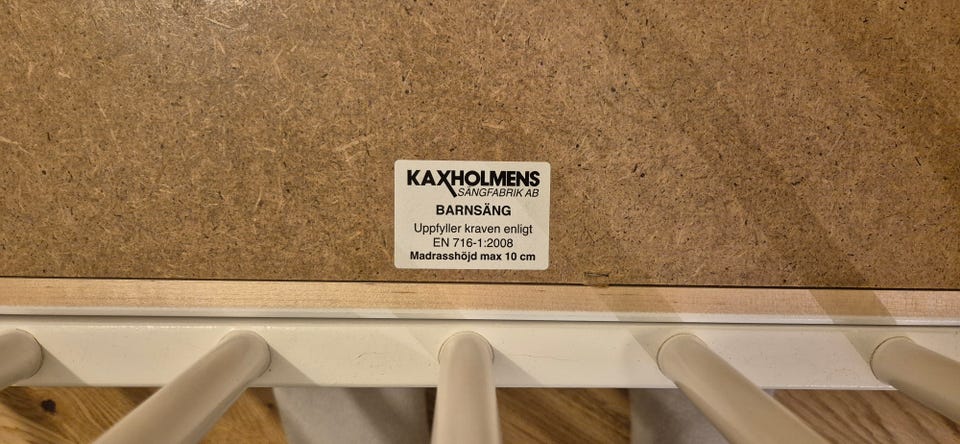 KAXHOLMENS
SÄNGFABRIK AB
BARNSÄNG
Uppfyller kraven enligt
EN 716-1:2008
Madrasshöjd max 10 cm